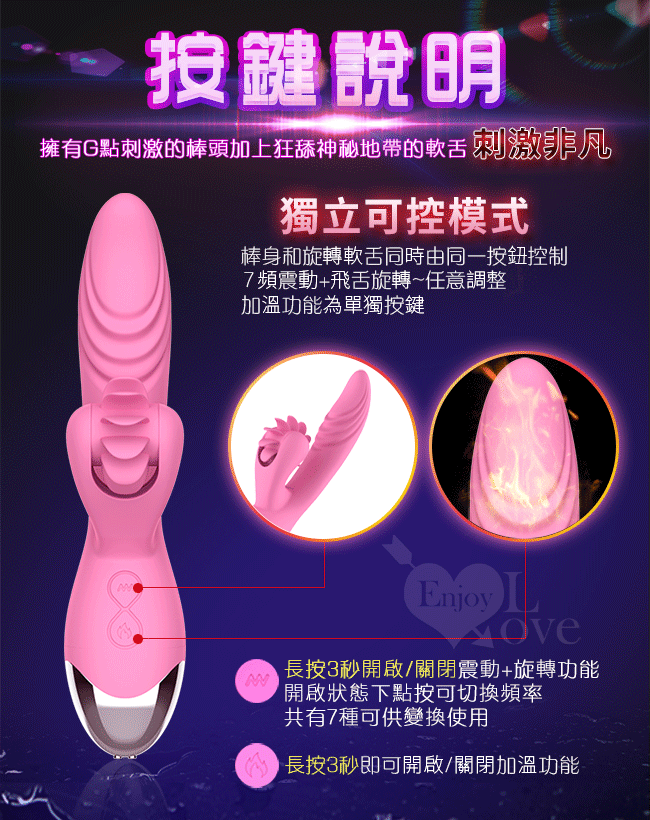 按鍵說明
擁有G點刺激的棒頭加上狂舔神秘地帶的軟舌 刺激非凡
獨立可控模式
棒身和旋轉軟舌同時由同一按鈕控制
7頻震動+飛舌旋轉~任意調整
加溫功能為單獨按鍵
Enjoy Love
長按3秒開啟/關閉震動+旋轉功能
開啟狀態下點按可切換頻率
共有7種可供變換使用
長按3秒即可開啟/關閉加溫功能